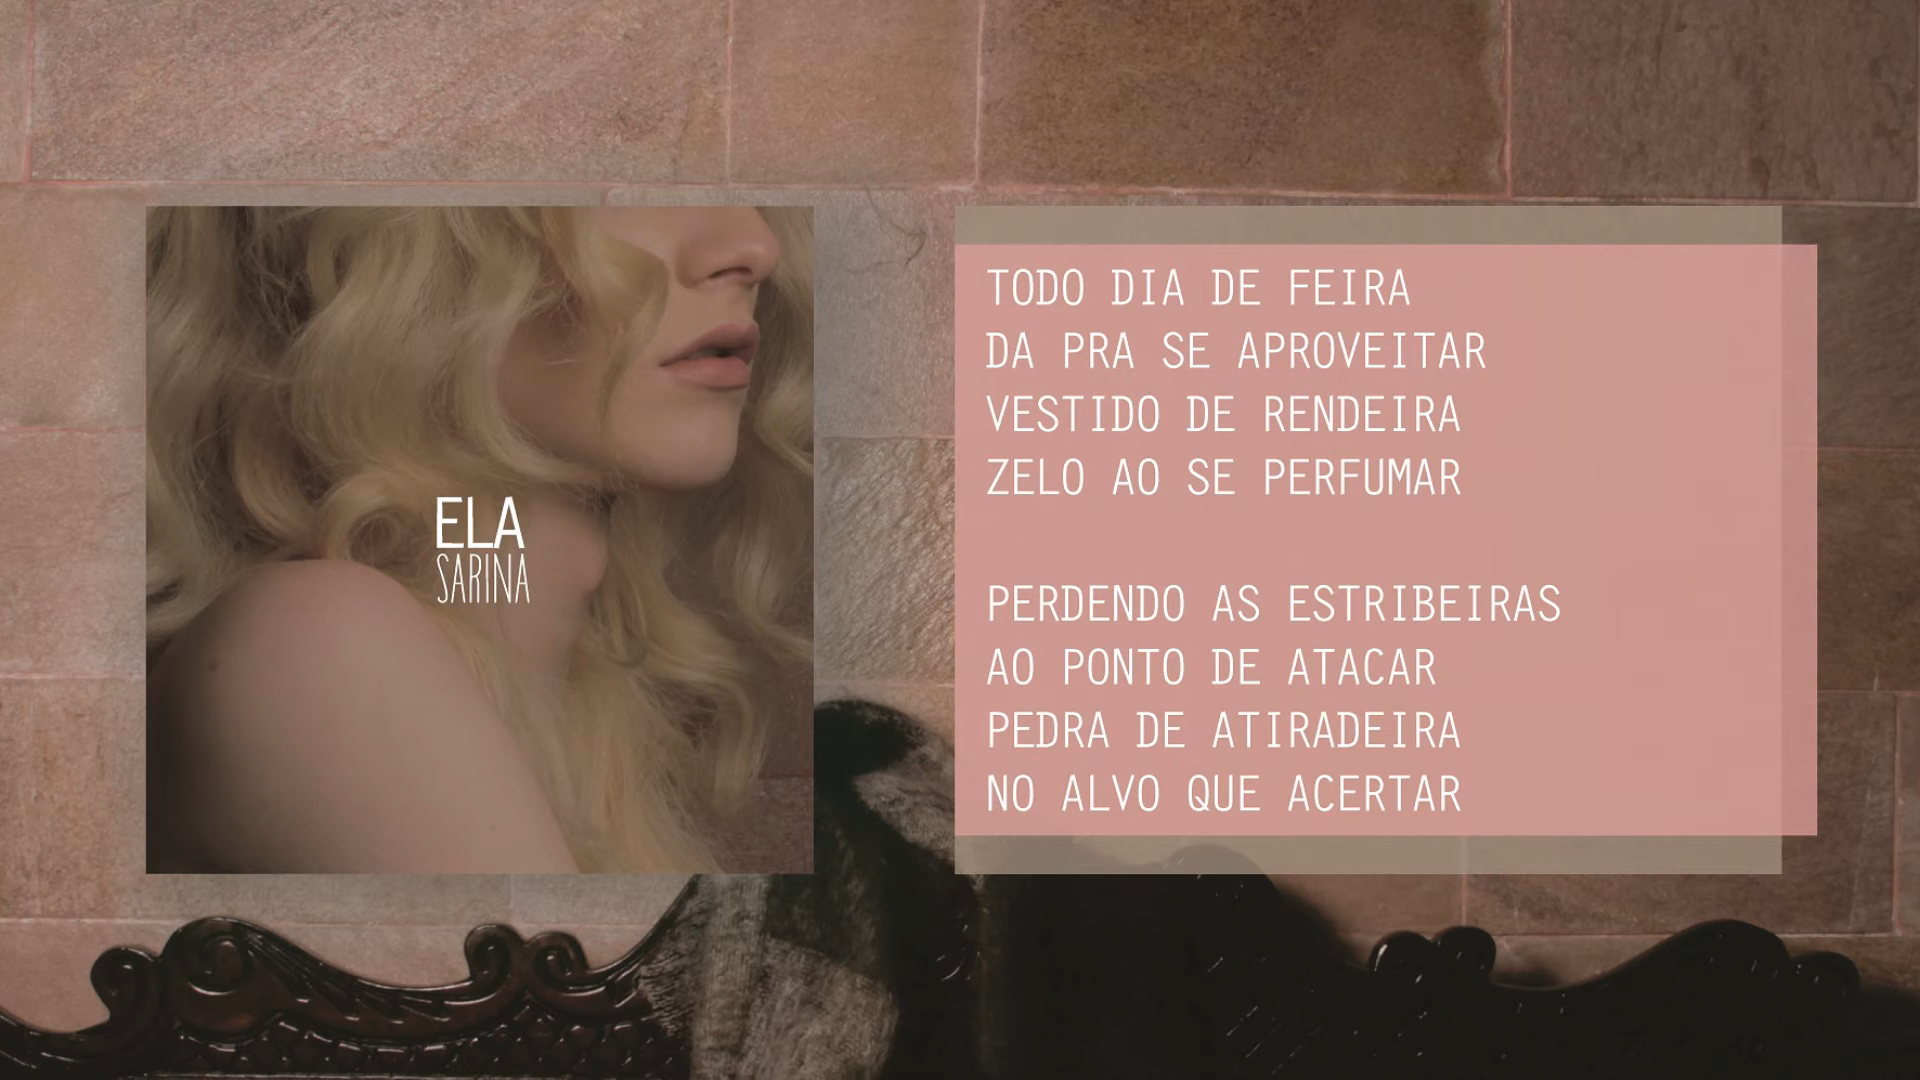 ELA
SARINA
TODO DIA DE FEIRA
DA PRA SE APROVEITAR
VESTIDO DE RENDEIRA
ZELO AO SE PERFUMAR
PERDENDO AS ESTRIBEIRAS
AO PONTO DE ATACAR
PEDRA DE ATIRADEIRA
NO ALVO QUE ACERTAR